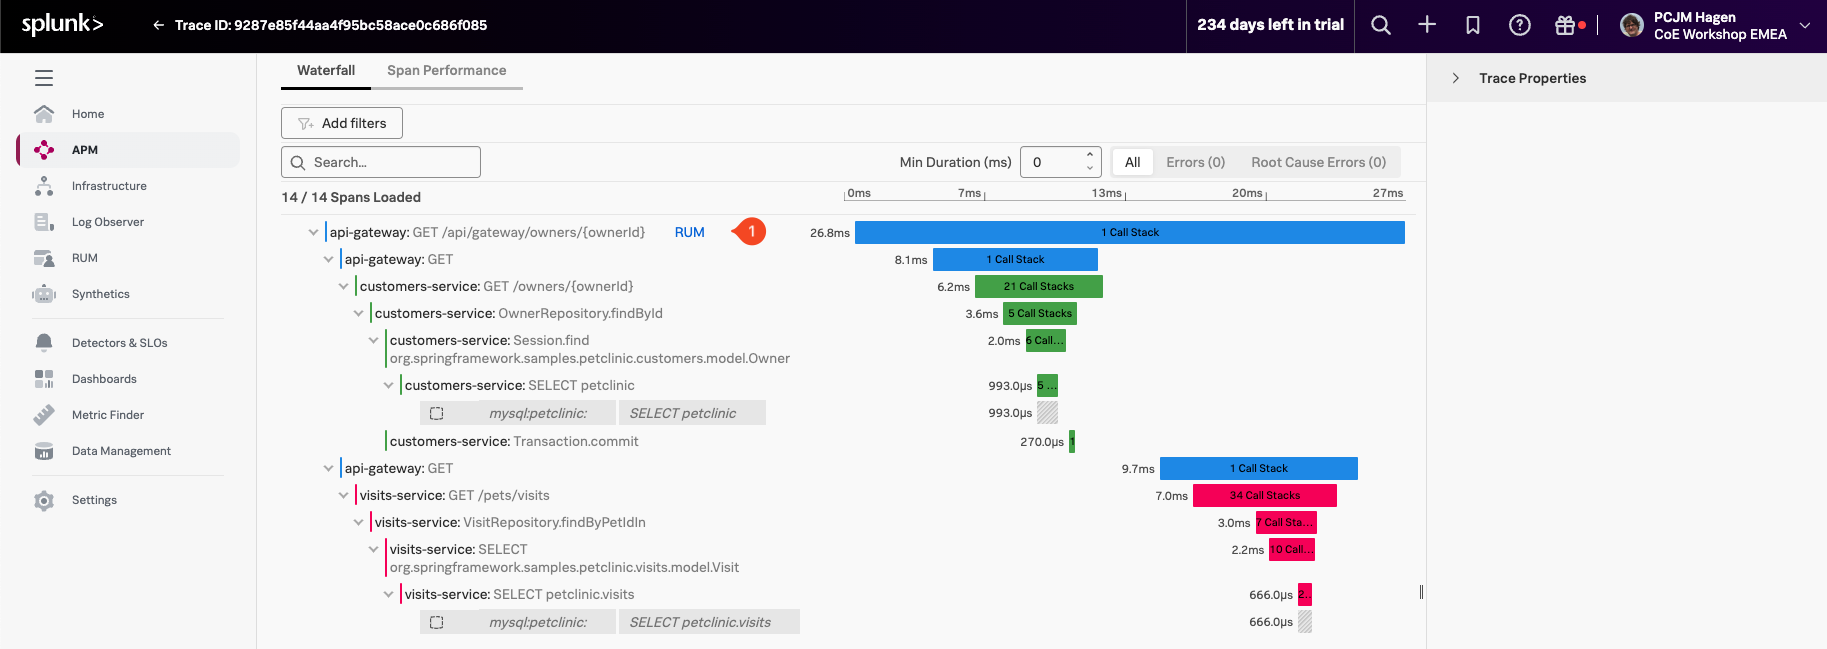 splunk>
Trace ID: 9287e85f44aa4f95bc58ace0c686f085
234 days left in trial
PCJM Hagen
CoE Workshop EMEA
Home
APM
Infrastructure
Log Observer
RUM
Synthetics
Detectors & SLOs
Dashboards
Metric Finder
Data Management
Settings
Waterfall Span Performance
Add filters
Search...
Min Duration (ms) 0 All Errors (0) Root Cause Errors (0)
14 / 14 Spans Loaded
0ms 7ms 13ms 20ms 27ms
api-gateway: GET /api/gateway/owners/{ownerId} RUM 1 26.8ms 1 Call Stack
api-gateway: GET 8.1ms 1 Call Stack
customers-service: GET /owners/{ownerId} 6.2ms 21 Call Stacks
customers-service: OwnerRepository.findById 3.6ms 5 Call Stacks
customers-service: Session.find 2.0ms 6 Call...
org.springframework.samples.petclinic.customers.model.Owner
customers-service: SELECT petclinic 993.0µs 5 ...
mysql:petclinic: SELECT petclinic 993.0µs
customers-service: Transaction.commit 270.0µs 1
api-gateway: GET 9.7ms 1 Call Stack
visits-service: GET /pets/visits 7.0ms 34 Call Stacks
visits-service: VisitRepository.findByPetIdIn 3.0ms 7 Call Sta...
visits-service: SELECT 2.2ms 10 Call...
org.springframework.samples.petclinic.visits.model.Visit
visits-service: SELECT petclinic.visits 666.0µs 2..
mysql:petclinic: SELECT petclinic.visits 666.0µs
Trace Properties